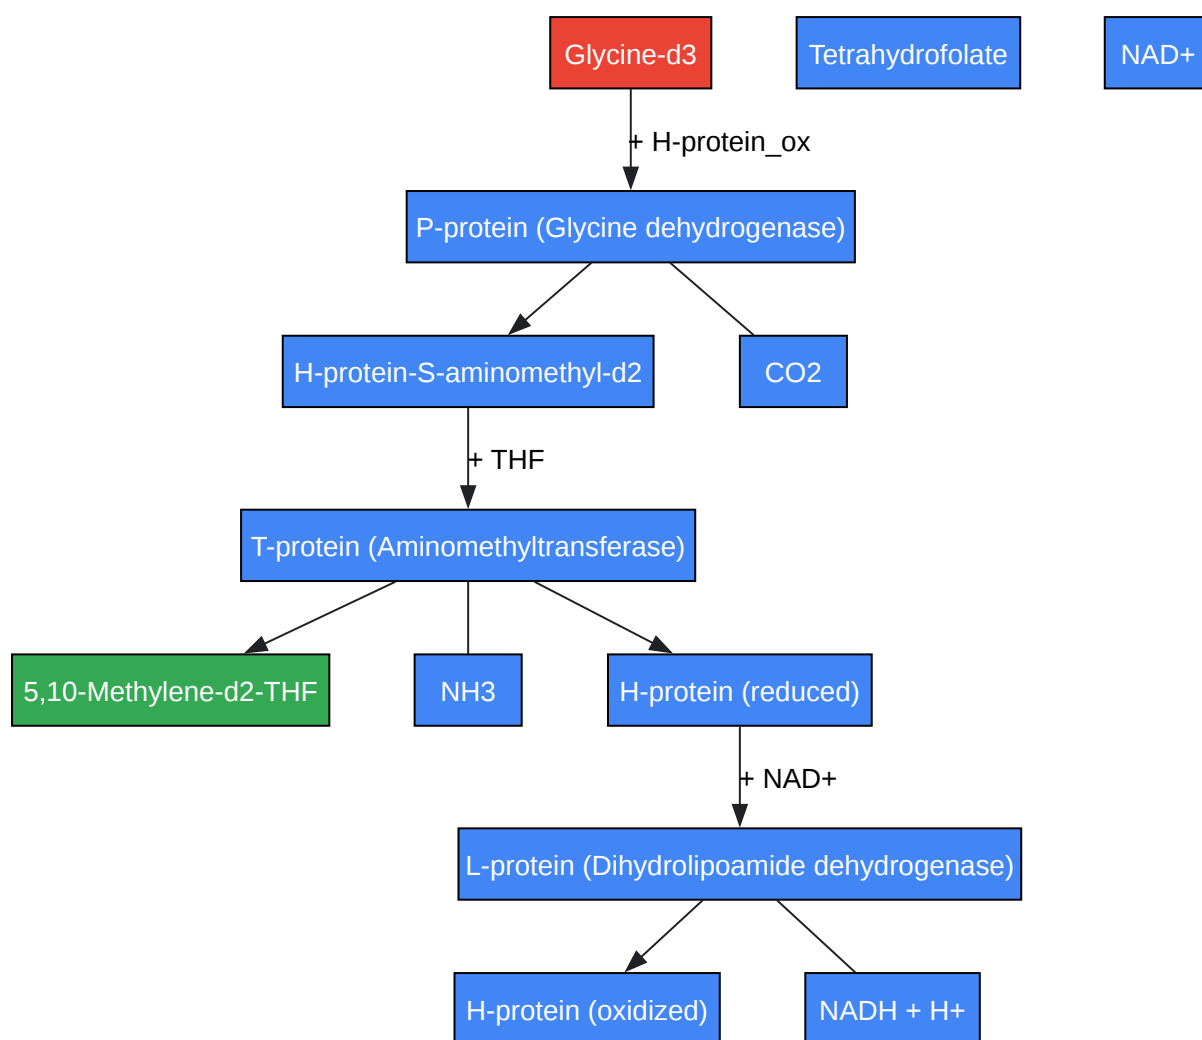 Glycine-d3
Tetrahydrofolate
NAD+
+ H-protein_ox
P-protein (Glycine dehydrogenase)
H-protein-S-aminomethyl-d2
CO2
+ THF
T-protein (Aminomethyltransferase)
5,10-Methylene-d2-THF
NH3
H-protein (reduced)
+ NAD+
L-protein (Dihydrolipoamide dehydrogenase)
H-protein (oxidized)
NADH + H+